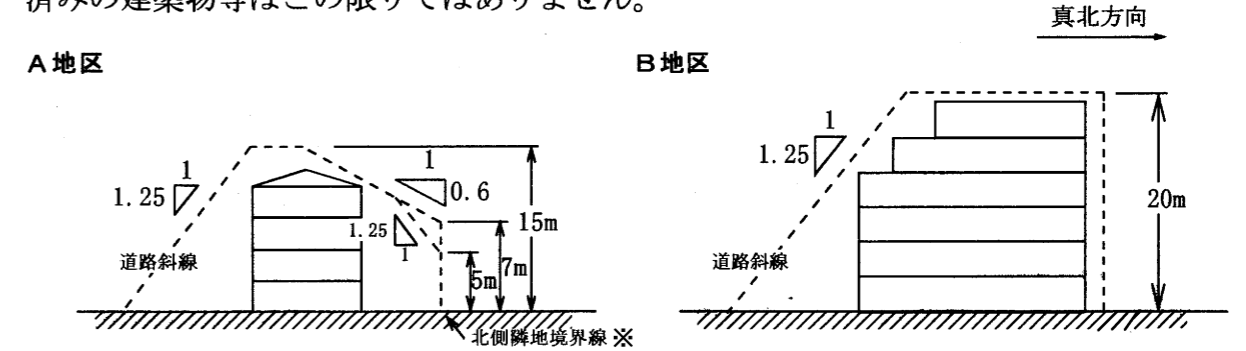 済みの建築物等はこの限りではありません。
真北方向
A地区
B地区
1
1.25
1
0.6
1.25
1
15m
7m
5m
道路斜線
北側隣地境界線※
1
1.25
20m
道路斜線